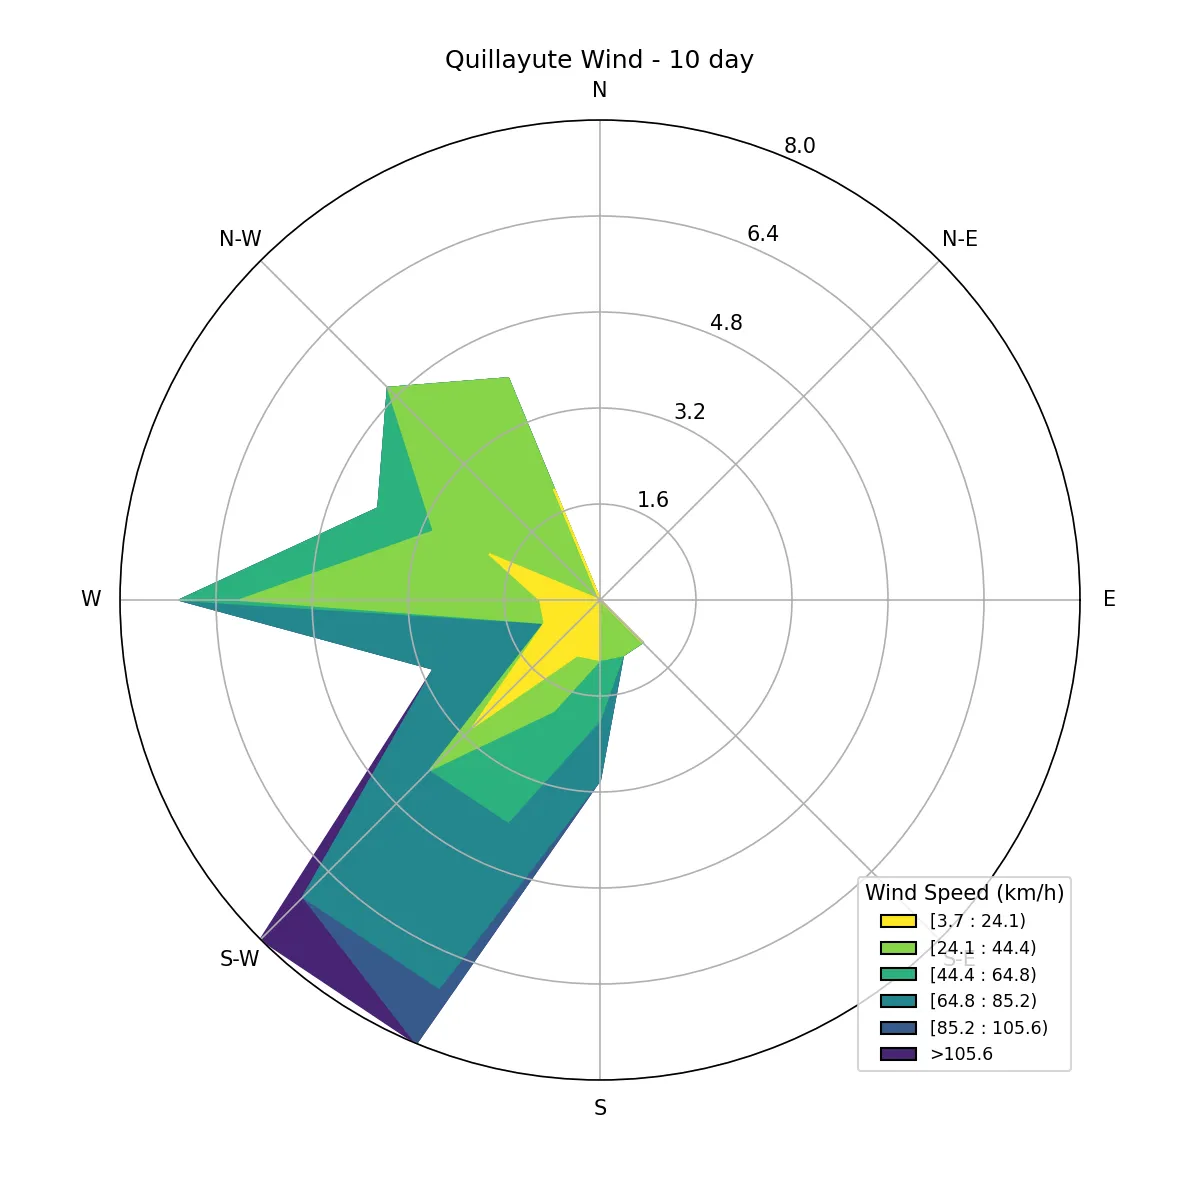 Quillayute Wind - 10 day
N
8.0
N-W
6.4
N-E
4.8
3.2
1.6
W
E
S-W
S-E
S
Wind Speed (km/h)
[3.7 : 24.1)
[24.1 : 44.4)
[44.4 : 64.8)
[64.8 : 85.2)
[85.2 : 105.6)
>105.6